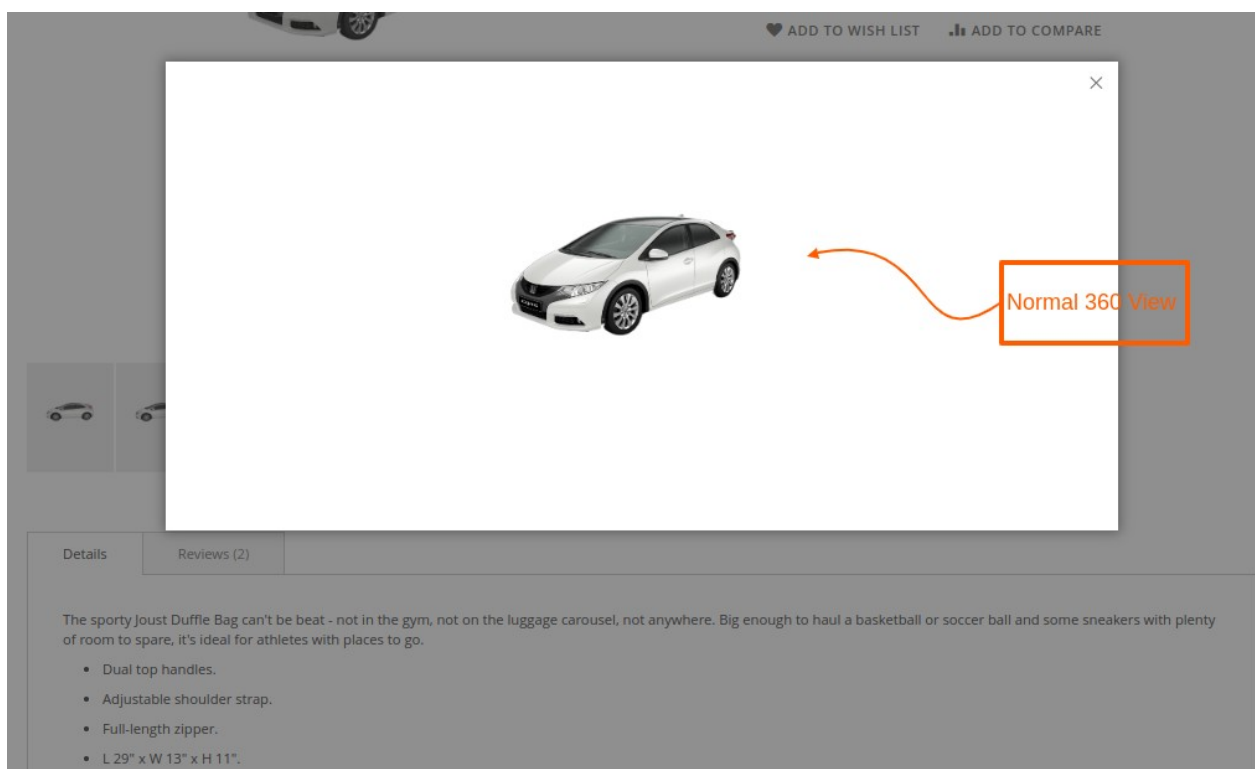 ADD TO WISH LIST
ADD TO COMPARE
Normal 360 View
Details
Reviews (2)
The sporty Joust Duffle Bag can't be beat - not in the gym, not on the luggage carousel, not anywhere. Big enough to haul a basketball or soccer ball and some sneakers with plenty
of room to spare, it's ideal for athletes with places to go.
• Dual top handles.
• Adjustable shoulder strap.
• Full-length zipper.
• L 29" x W 13" x H 11".